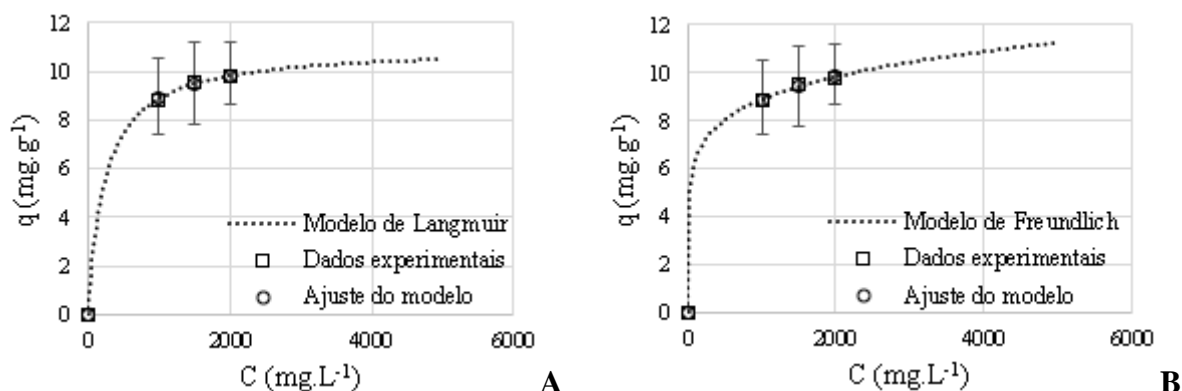 12
10
8
6
4
2
0
q (mg.g⁻¹)
Modelo de Langmuir
Dados experimentais
Ajuste do modelo
0 2000 4000 6000
C (mg.L⁻¹)
A
12
10
8
6
4
2
0
q (mg.g⁻¹)
Modelo de Freundlich
Dados experimentais
Ajuste do modelo
0 2000 4000 6000
C (mg.L⁻¹)
B